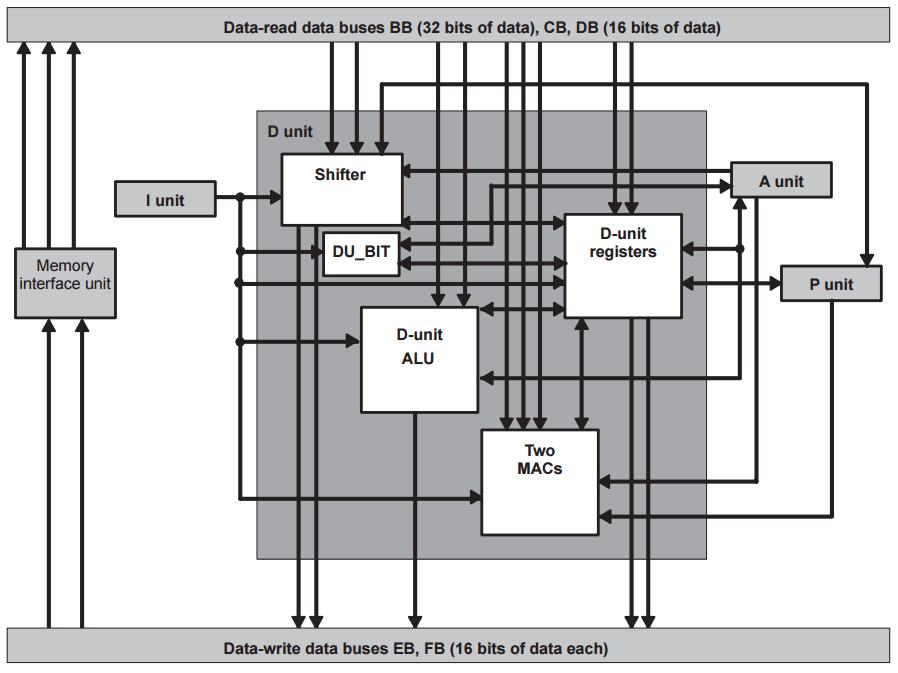 Data-read data buses BB (32 bits of data), CB, DB (16 bits of data)
D unit
Shifter
A unit
I unit
D-unit
registers
DU_BIT
Memory
interface unit
P unit
D-unit
ALU
Two
MACs
Data-write data buses EB, FB (16 bits of data each)